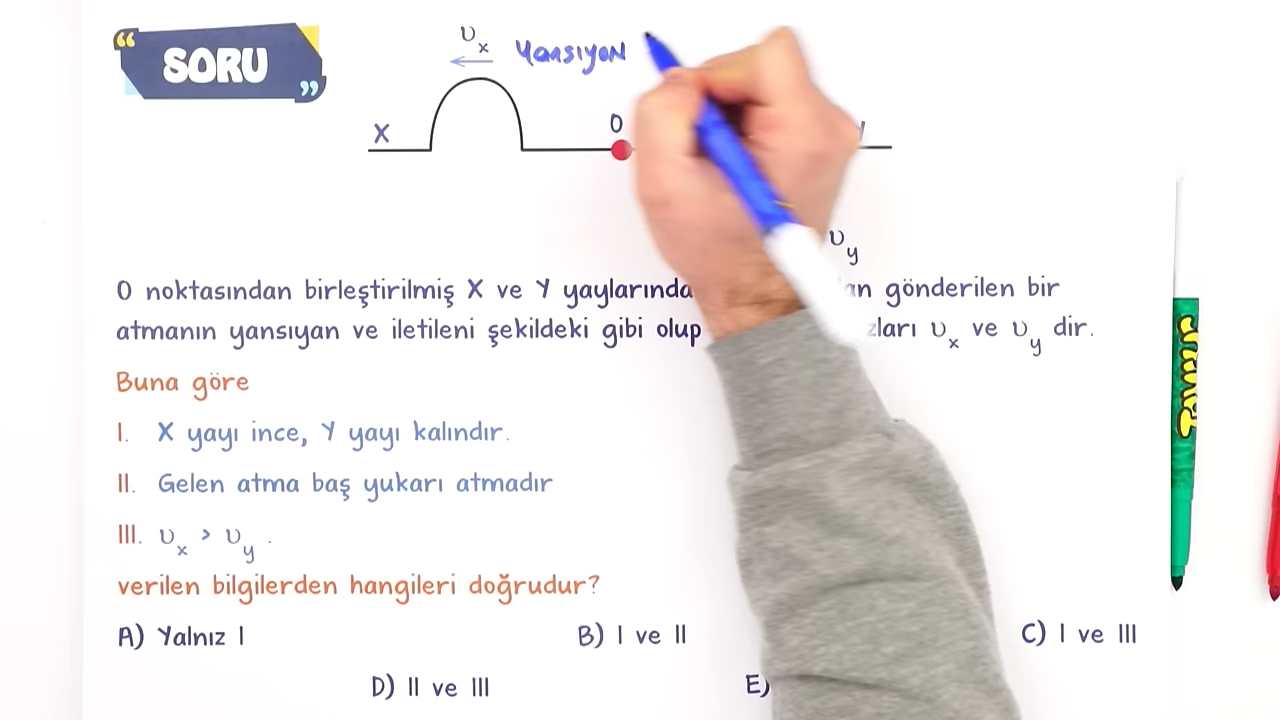 “ SORU ”
υx yansıyan
X O
υy
O noktasından birleştirilmiş X ve Y yaylarında gönderilen bir
atmanın yansıyan ve iletileni şekildeki gibi olup υx ve υy dir.
Buna göre
I. X yayı ince, Y yayı kalındır.
II. Gelen atma baş yukarı atmadır
III. υx > υy .
verilen bilgilerden hangileri doğrudur?
A) Yalnız I B) I ve II C) I ve III
D) II ve III E)